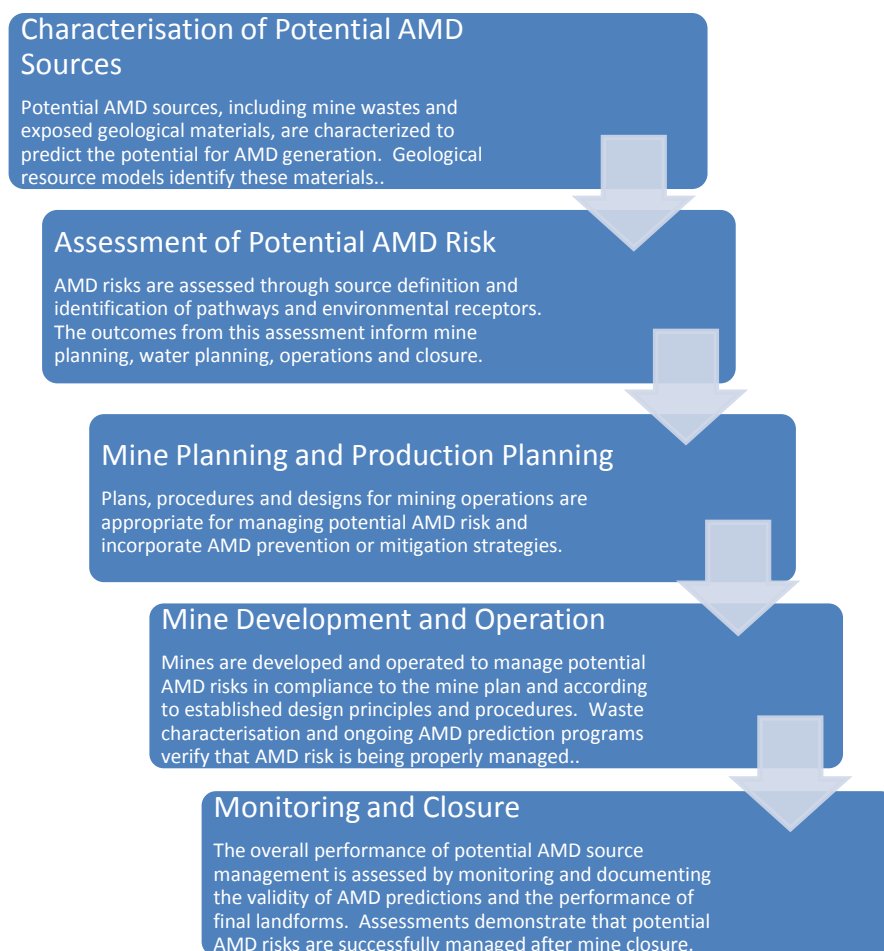 Characterisation of Potential AMD
Sources
Potential AMD sources, including mine wastes and
exposed geological materials, are characterized to
predict the potential for AMD generation. Geological
resource models identify these materials..
Assessment of Potential AMD Risk
AMD risks are assessed through source definition and
identification of pathways and environmental receptors.
The outcomes from this assessment inform mine
planning, water planning, operations and closure.
Mine Planning and Production Planning
Plans, procedures and designs for mining operations are
appropriate for managing potential AMD risk and
incorporate AMD prevention or mitigation strategies.
Mine Development and Operation
Mines are developed and operated to manage potential
AMD risks in compliance to the mine plan and according
to established design principles and procedures. Waste
characterisation and ongoing AMD prediction programs
verify that AMD risk is being properly managed..
Monitoring and Closure
The overall performance of potential AMD source
management is assessed by monitoring and documenting
the validity of AMD predictions and the performance of
final landforms. Assessments demonstrate that potential
AMD risks are successfully managed after mine closure.